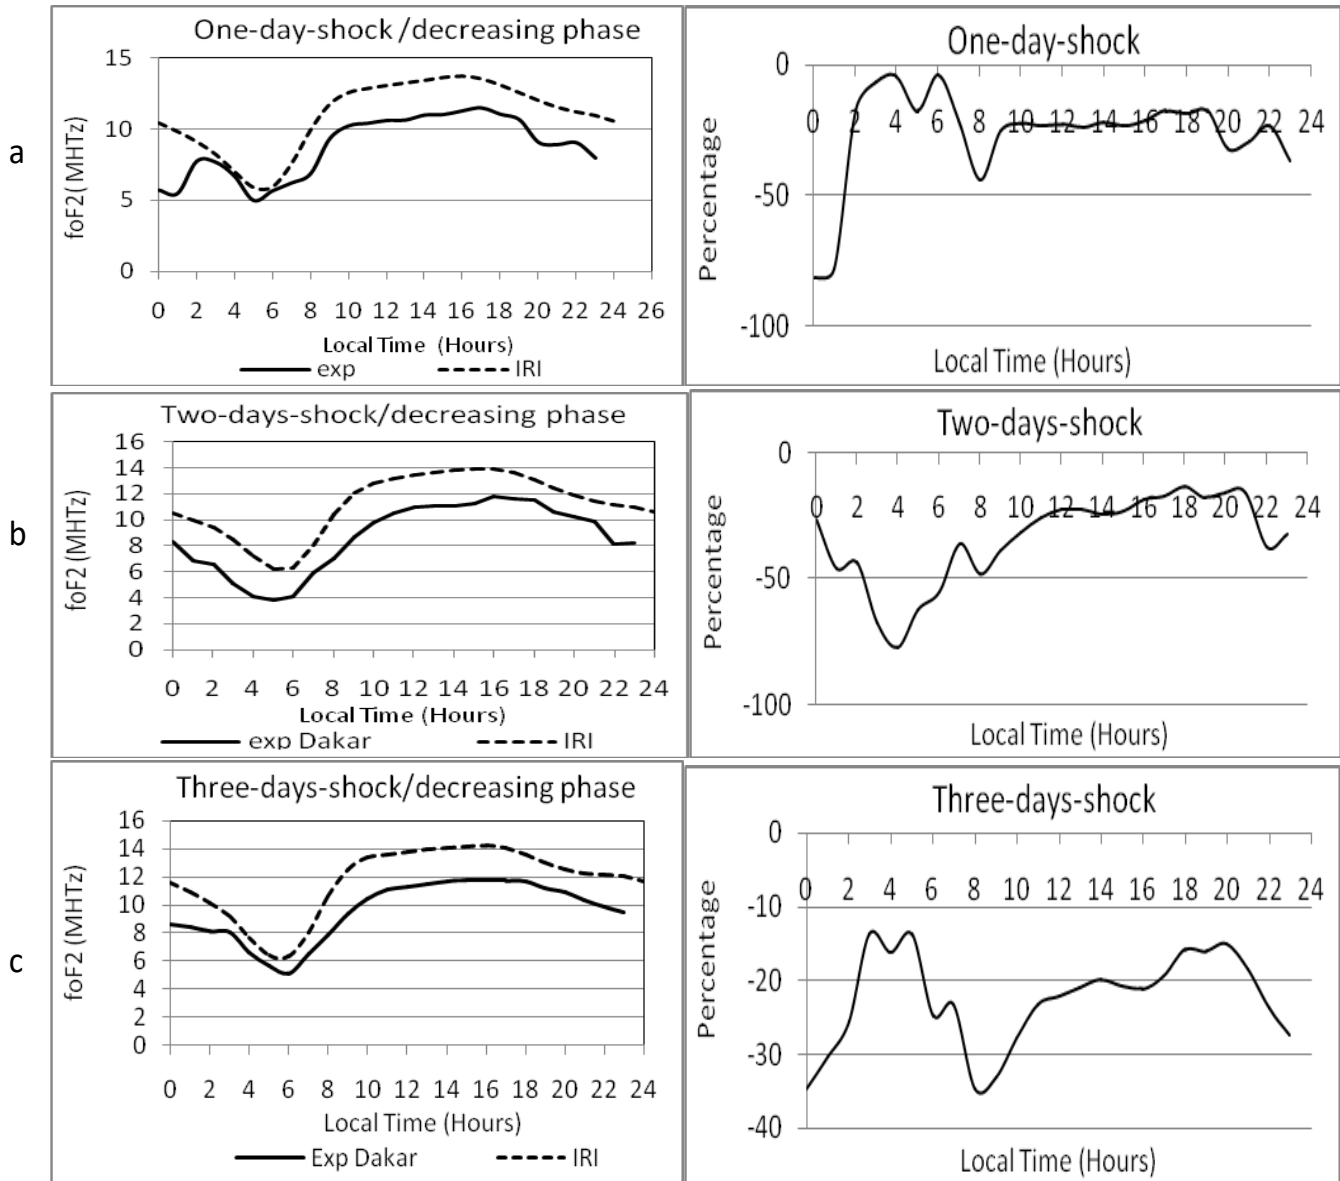 a
One-day-shock /decreasing phase
foF2( MHTz)
15
10
5
0
0 2 4 6 8 10 12 14 16 18 20 22 24 26
Local Time (Hours)
exp IRI
One-day-shock
Percentage
0
-50
-100
0 2 4 6 8 10 12 14 16 18 20 22 24
Local Time (Hours)
b
Two-days-shock/decreasing phase
foF2 (MHTz)
16
14
12
10
8
6
4
2
0
0 2 4 6 8 10 12 14 16 18 20 22 24
Local Time (Hours)
exp Dakar IRI
Two-days-shock
Percentage
0
-50
-100
0 2 4 6 8 10 12 14 16 18 20 22 24
Local Time (Hours)
c
Three-days-shock/decreasing phase
foF2 (MHTz)
16
14
12
10
8
6
4
2
0
0 2 4 6 8 10 12 14 16 18 20 22 24
Local Time (Hours)
Exp Dakar IRI
Three-days-shock
Percentage
0
-10
-20
-30
-40
0 2 4 6 8 10 12 14 16 18 20 22 24
Local Time (Hours)